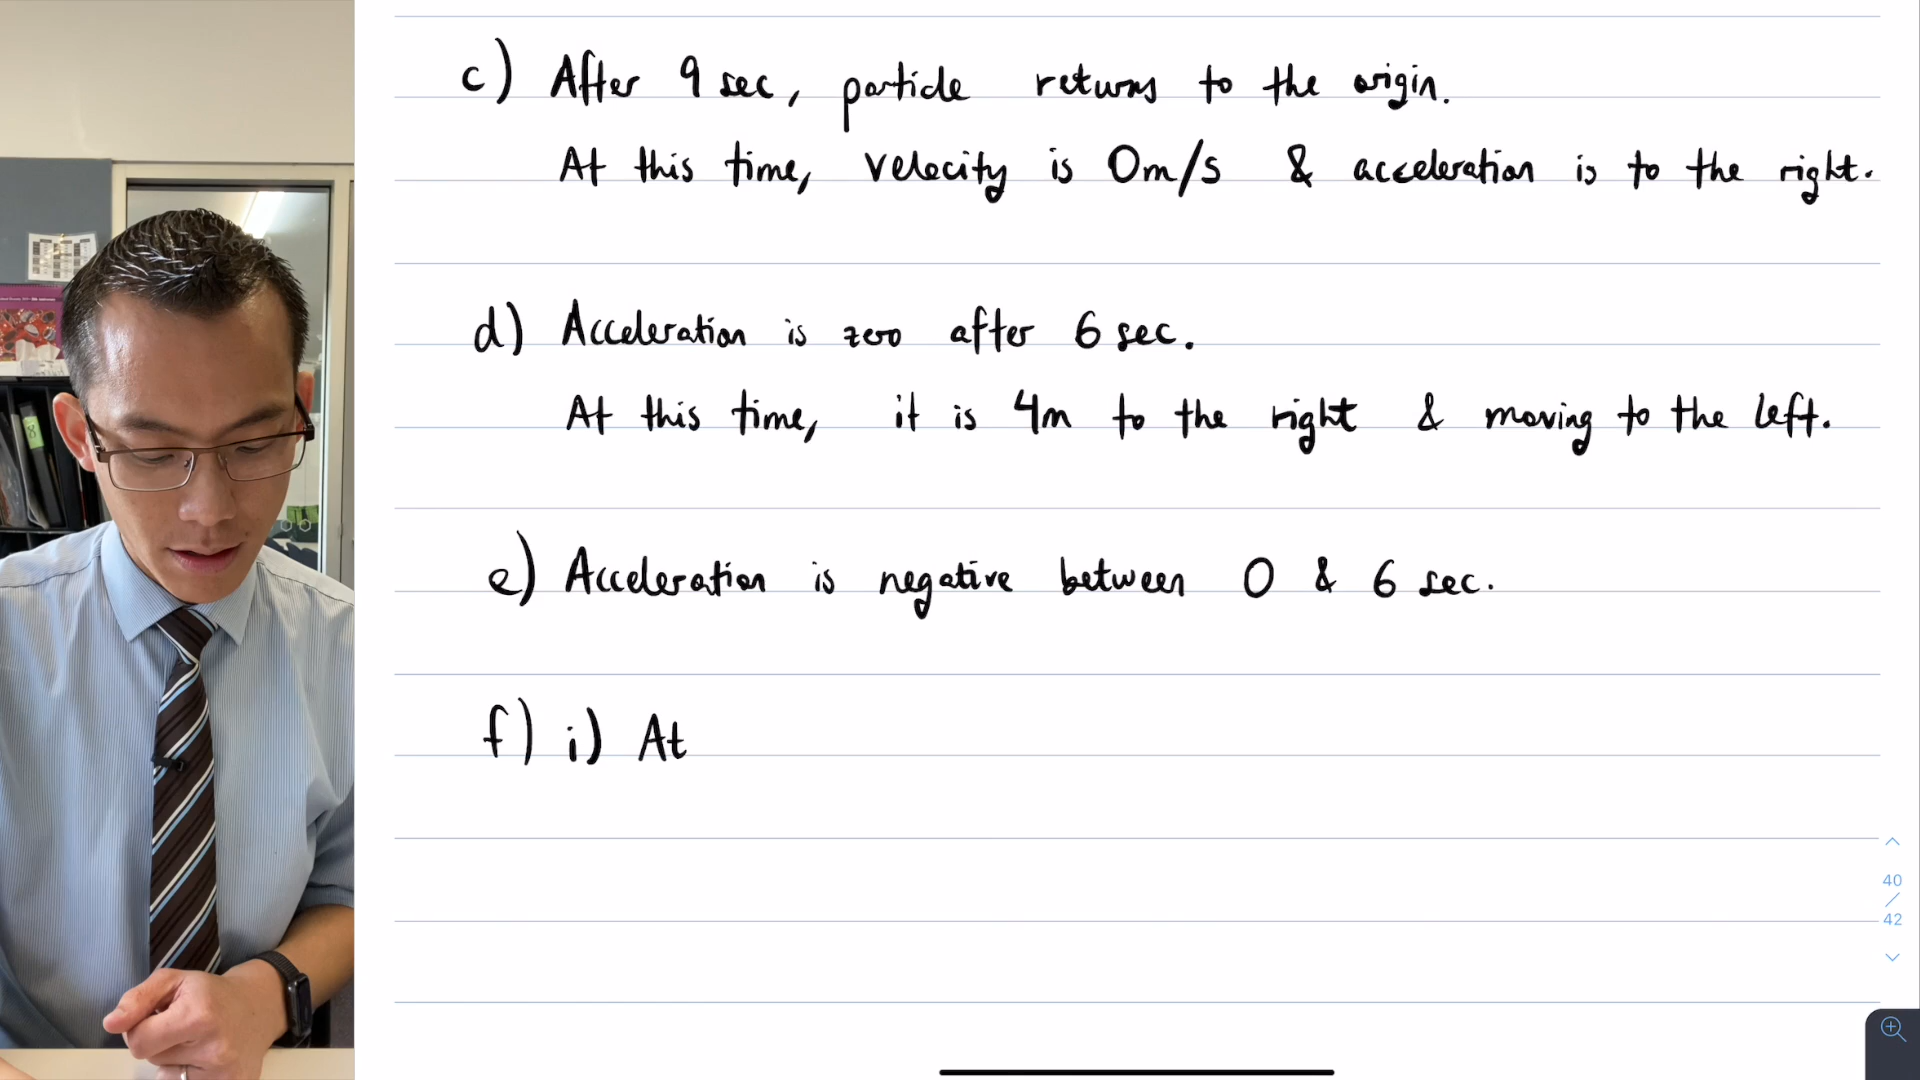 c) After 9 sec, particle returns to the origin.
At this time, velocity is 0m/s & acceleration is to the right.
d) Acceleration is zero after 6 sec.
At this time, it is 4m to the right & moving to the left.
e) Acceleration is negative between 0 & 6 sec.
f) i) At
40
/
42